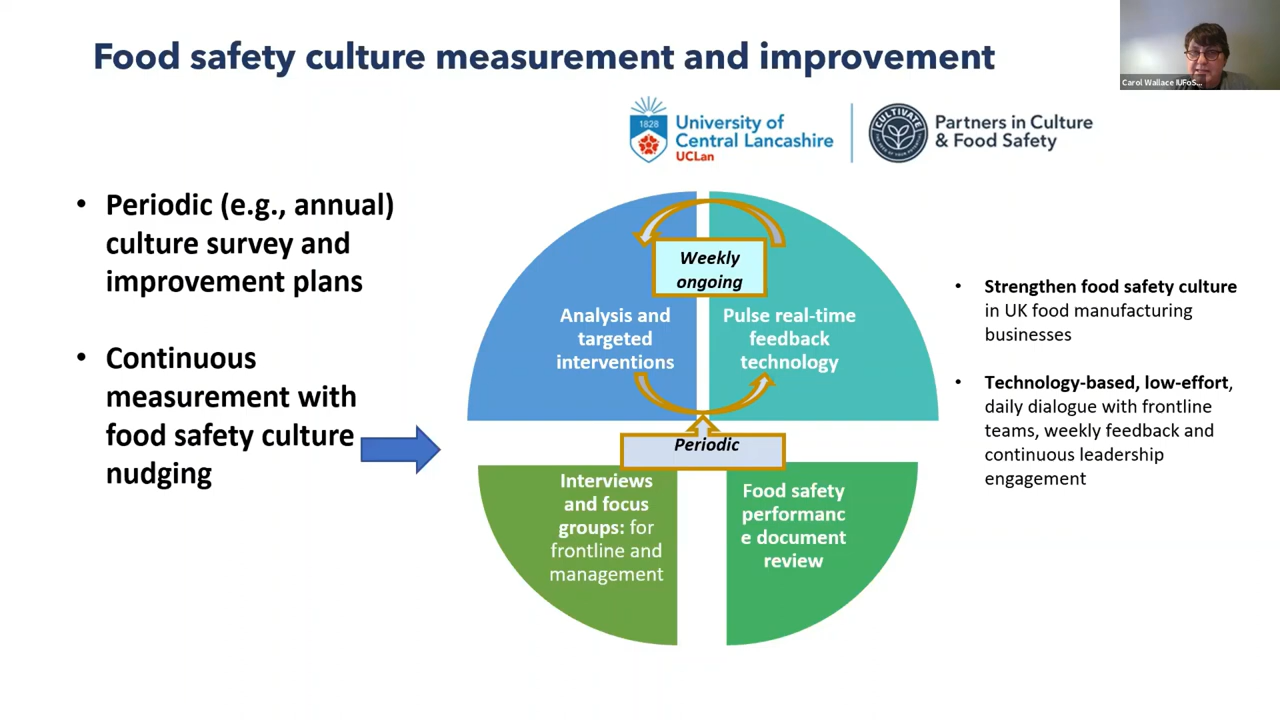 Food safety culture measurement and improvement
Carol Wallace IUFoS...
1828
University of
Central Lancashire
UCLan
CULTIVATE
Partners in Culture
& Food Safety
• Periodic (e.g., annual)
culture survey and
improvement plans
• Continuous
measurement with
food safety culture
nudging
Weekly
ongoing
Analysis and
targeted
interventions
Pulse real-time
feedback
technology
Periodic
Interviews
and focus
groups: for
frontline and
management
Food safety
performanc
e document
review
• Strengthen food safety culture
in UK food manufacturing
businesses
• Technology-based, low-effort,
daily dialogue with frontline
teams, weekly feedback and
continuous leadership
engagement